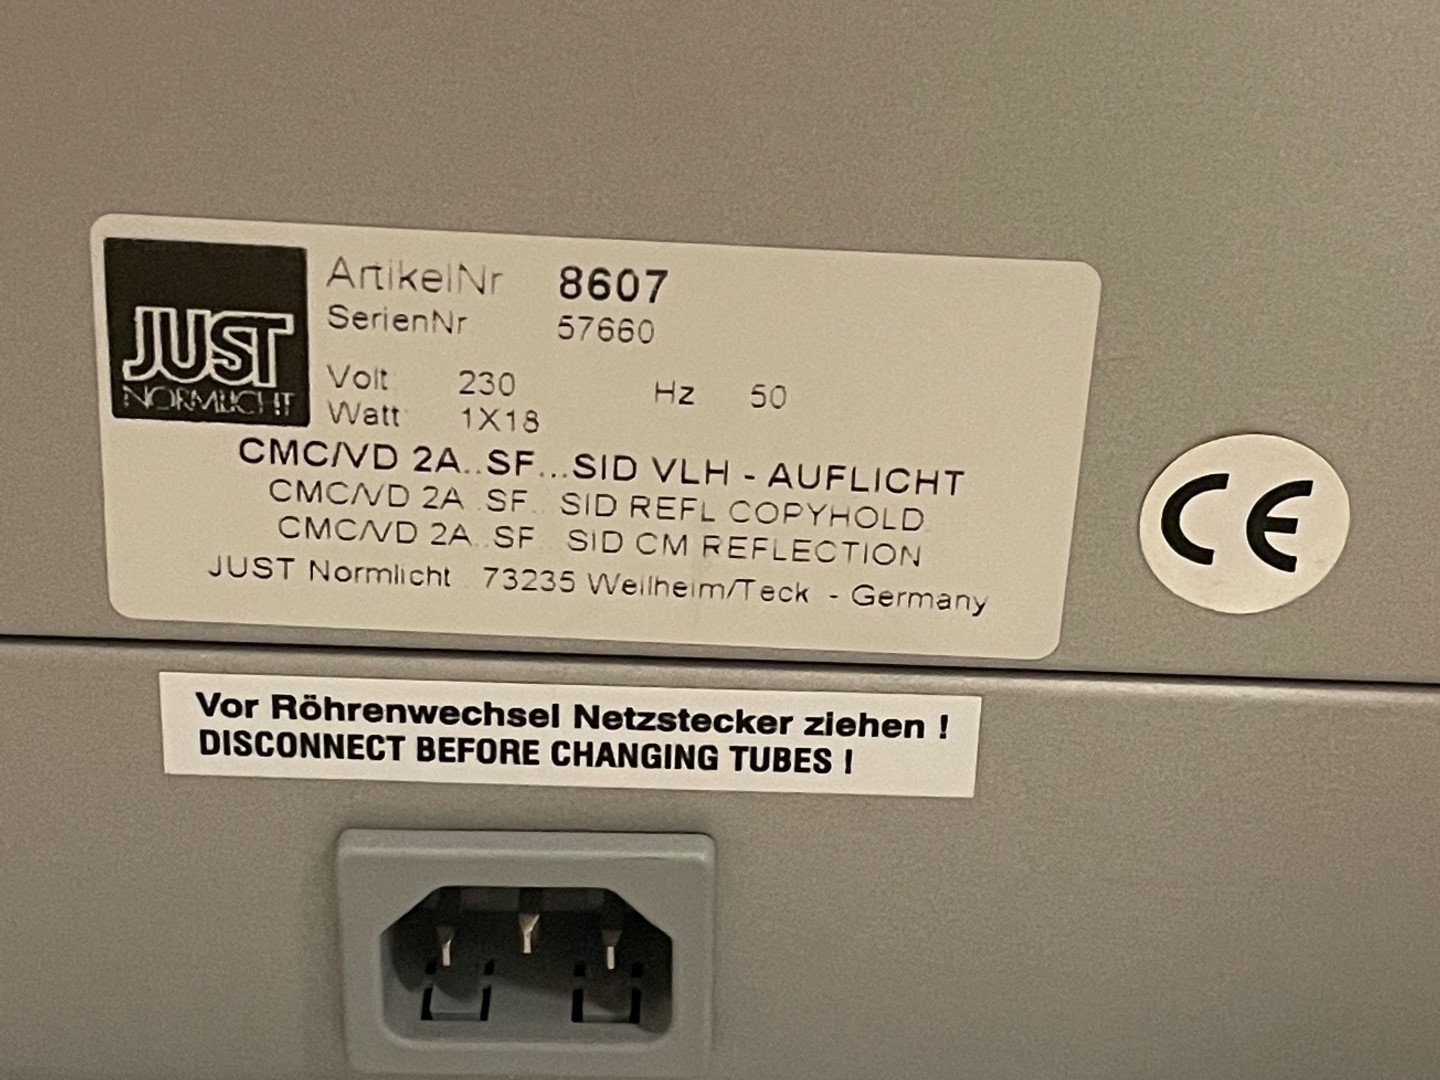 JUST
NORMLICHT
ArtikelNr 8607
SerienNr 57660
Volt 230 Hz 50
Watt 1X18
CMC/VD 2A..SF...SID VLH - AUFLICHT
CMC/VD 2A..SF...SID REFL COPYHOLD
CMC/VD 2A..SF...SID CM REFLECTION
JUST Normlicht 73235 Weilheim/Teck - Germany
CE
Vor Röhrenwechsel Netzstecker ziehen !
DISCONNECT BEFORE CHANGING TUBES !